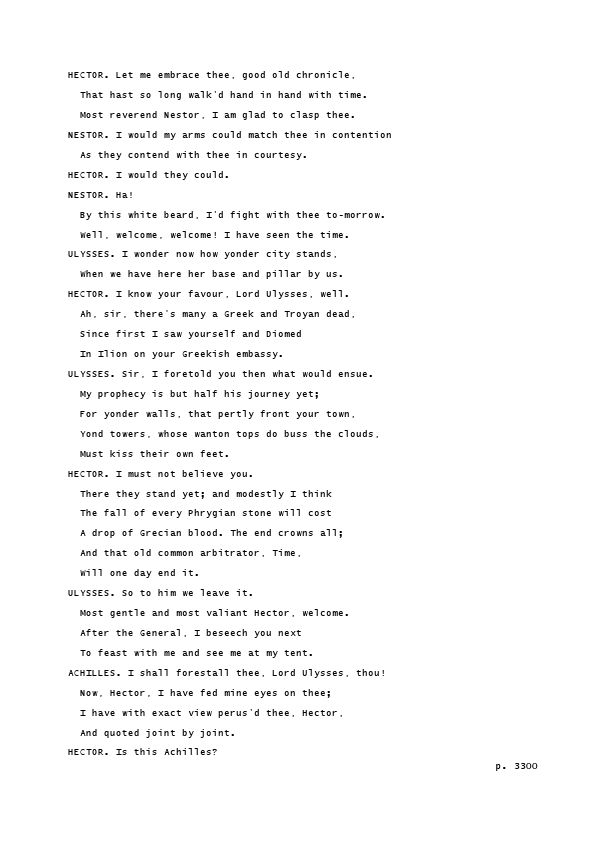 HECTOR. Let me embrace thee, good old chronicle,
That hast so long walk'd hand in hand with time.
Most reverend Nestor, I am glad to clasp thee.
NESTOR. I would my arms could match thee in contention
As they contend with thee in courtesy.
HECTOR. I would they could.
NESTOR. Ha!
By this white beard, I'd fight with thee to-morrow.
Well, welcome, welcome! I have seen the time.
ULYSSES. I wonder now how yonder city stands,
When we have here her base and pillar by us.
HECTOR. I know your favour, Lord Ulysses, well.
Ah, sir, there's many a Greek and Troyan dead,
Since first I saw yourself and Diomed
In Ilion on your Greekish embassy.
ULYSSES. Sir, I foretold you then what would ensue.
My prophecy is but half his journey yet;
For yonder walls, that pertly front your town,
Yond towers, whose wanton tops do buss the clouds,
Must kiss their own feet.
HECTOR. I must not believe you.
There they stand yet; and modestly I think
The fall of every Phrygian stone will cost
A drop of Grecian blood. The end crowns all;
And that old common arbitrator, Time,
Will one day end it.
ULYSSES. So to him we leave it.
Most gentle and most valiant Hector, welcome.
After the General, I beseech you next
To feast with me and see me at my tent.
ACHILLES. I shall forestall thee, Lord Ulysses, thou!
Now, Hector, I have fed mine eyes on thee;
I have with exact view perus'd thee, Hector,
And quoted joint by joint.
HECTOR. Is this Achilles?
p. 3300